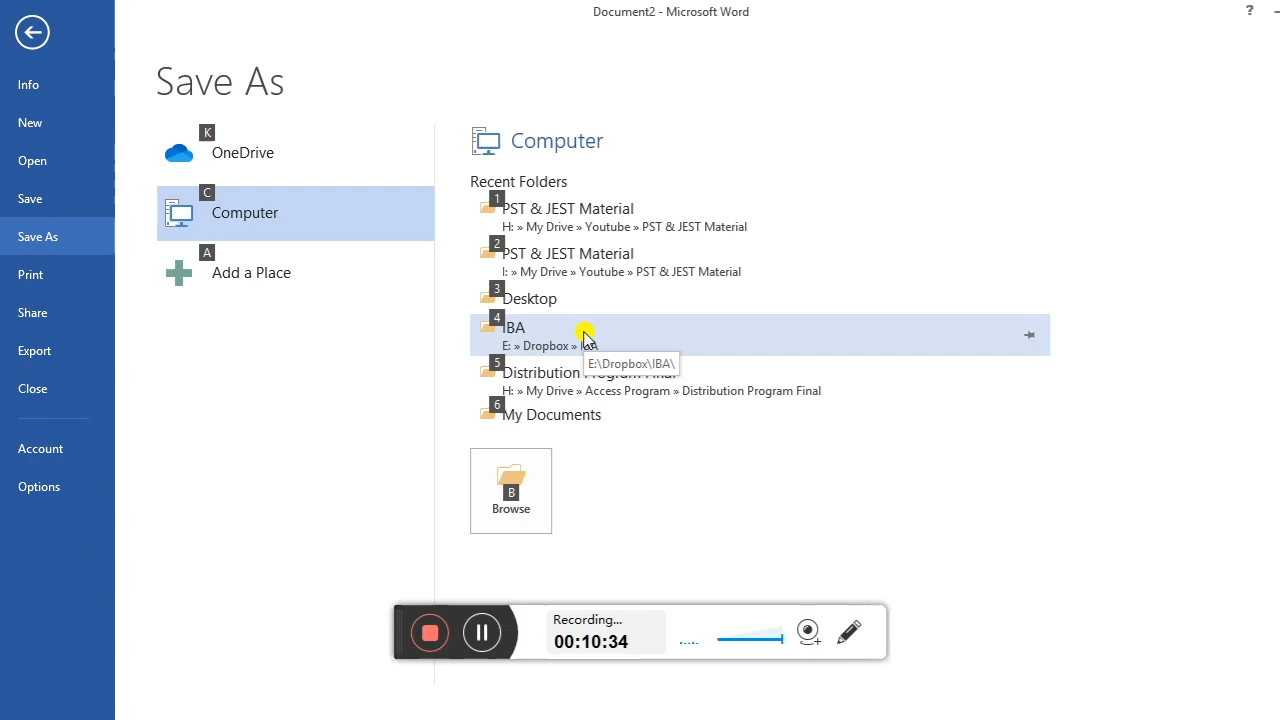 Document2 - Microsoft Word
?
Info
New
Open
Save
Save As
Print
Share
Export
Close
Account
Options
Save As
K
OneDrive
C
Computer
A
Add a Place
Computer
Recent Folders
1
PST & JEST Material
H: » My Drive » Youtube » PST & JEST Material
2
PST & JEST Material
I: » My Drive » Youtube » PST & JEST Material
3
Desktop
4
IBA
E: » Dropbox » IBA
E:\Dropbox\IBA\
5
Distribution Program Final
H: » My Drive » Access Program » Distribution Program Final
6
My Documents
B
Browse
Recording...
00:10:34